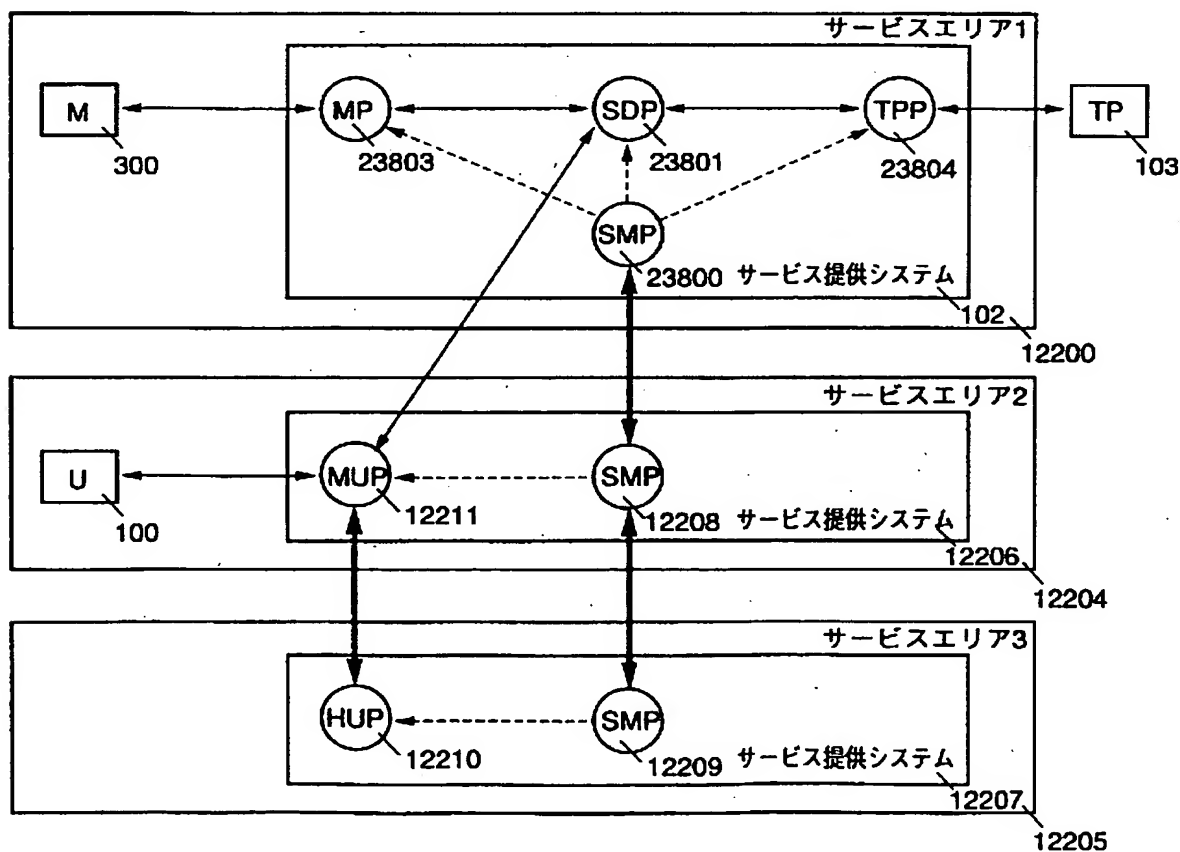 サービスエリア1
M
300
MP
23803
SDP
23801
TPP
23804
TP
103
SMP
23800
サービス提供システム
102
12200
サービスエリア2
U
100
MUP
12211
SMP
12208
サービス提供システム
12206
12204
サービスエリア3
HUP
12210
SMP
12209
サービス提供システム
12207
12205